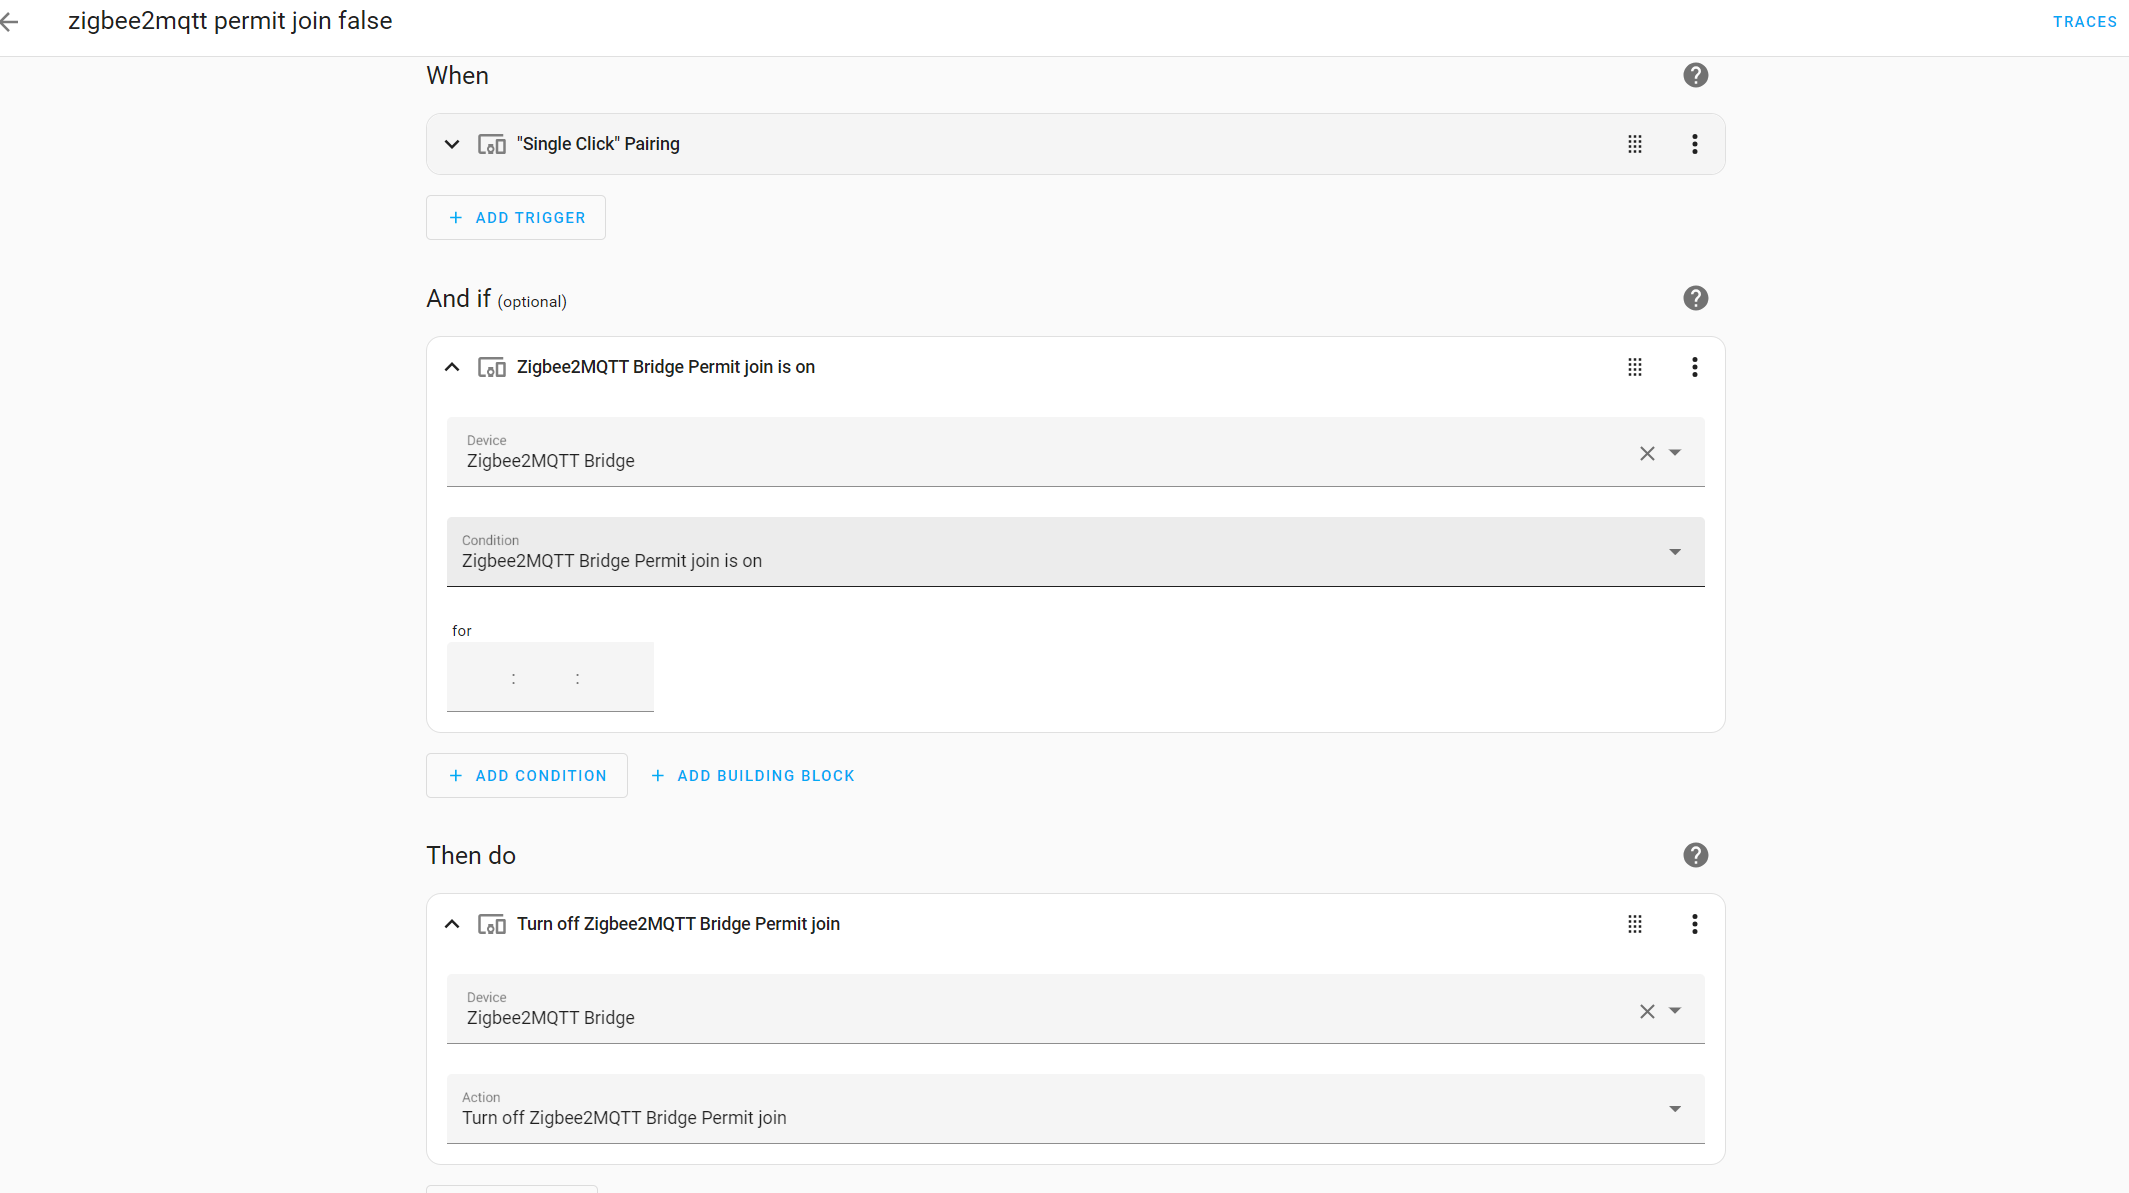 zigbee2mqtt permit join false
TRACES
When
"Single Click" Pairing
ADD TRIGGER
And if (optional)
Zigbee2MQTT Bridge Permit join is on
Device
Zigbee2MQTT Bridge
Condition
Zigbee2MQTT Bridge Permit join is on
for
: :
ADD CONDITION
ADD BUILDING BLOCK
Then do
Turn off Zigbee2MQTT Bridge Permit join
Device
Zigbee2MQTT Bridge
Action
Turn off Zigbee2MQTT Bridge Permit join